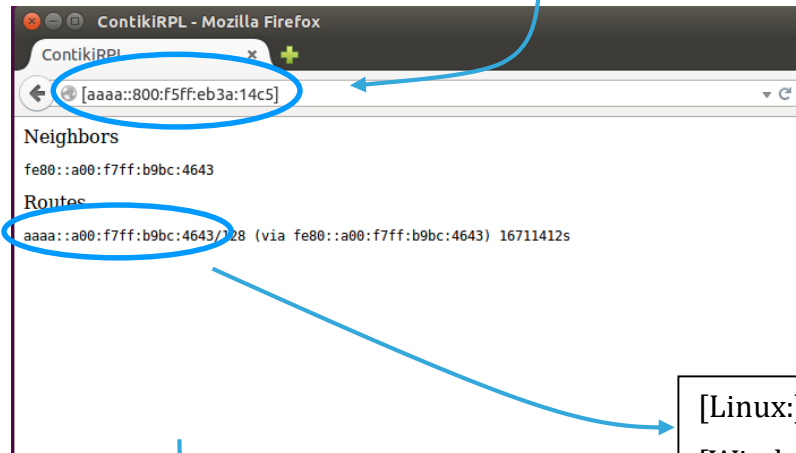 ContikiRPL - Mozilla Firefox
ContikiRPL
[aaaa::800:f5ff:eb3a:14c5]
Neighbors
fe80::a00:f7ff:b9bc:4643
Routes
aaaa::a00:f7ff:b9bc:4643/128 (via fe80::a00:f7ff:b9bc:4643) 16711412s
[Linux:]